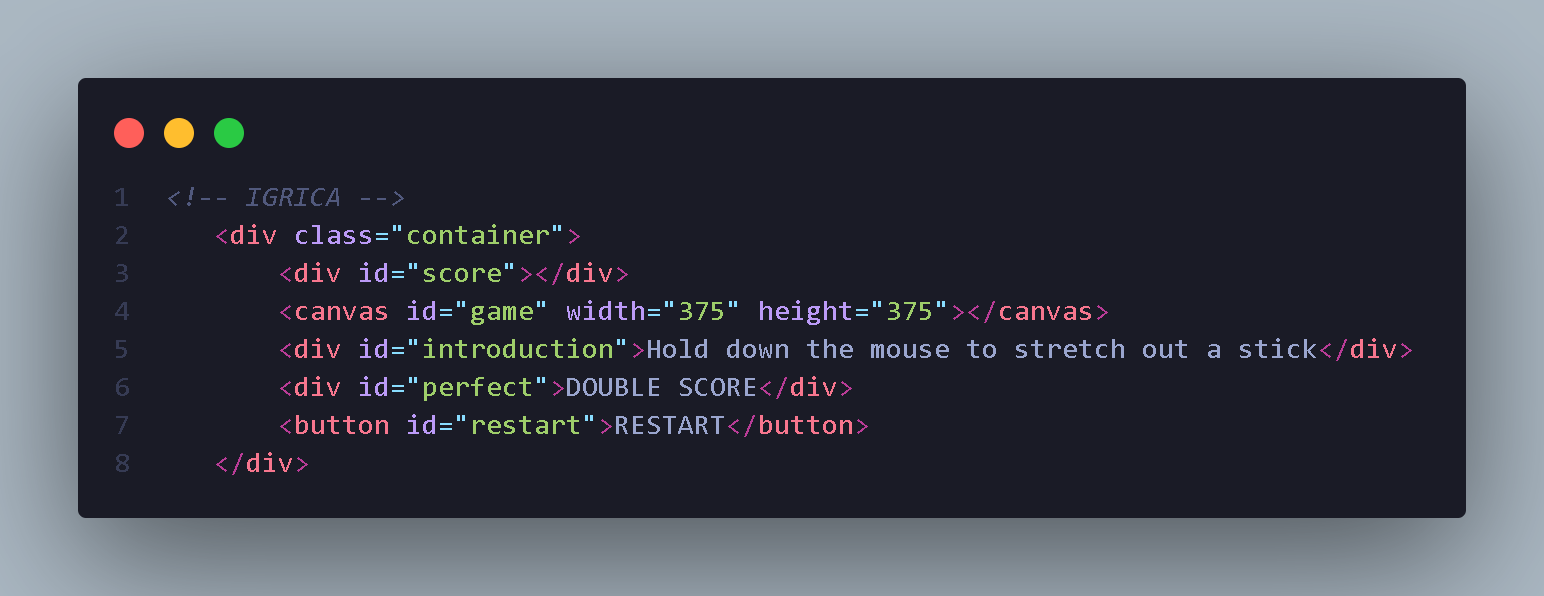 1 <!-- IGRICA -->
2    <div class="container">
3        <div id="score"></div>
4        <canvas id="game" width="375" height="375"></canvas>
5        <div id="introduction">Hold down the mouse to stretch out a stick</div>
6        <div id="perfect">DOUBLE SCORE</div>
7        <button id="restart">RESTART</button>
8    </div>